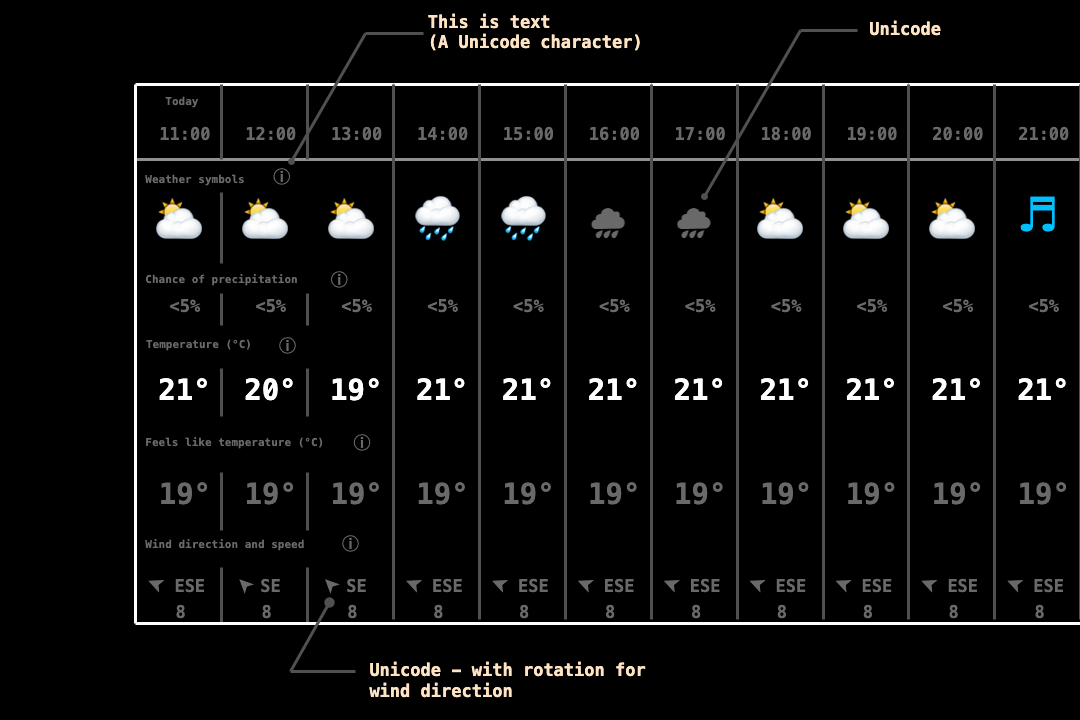 This is text
(A Unicode character)
Unicode
Today
11:00 12:00 13:00 14:00 15:00 16:00 17:00 18:00 19:00 20:00 21:00
Weather symbols ⓘ
Chance of precipitation ⓘ
<5% <5% <5% <5% <5% <5% <5% <5% <5% <5% <5%
Temperature (°C) ⓘ
21° 20° 19° 21° 21° 21° 21° 21° 21° 21° 21°
Feels like temperature (°C) ⓘ
19° 19° 19° 19° 19° 19° 19° 19° 19° 19° 19°
Wind direction and speed ⓘ
ESE SE SE ESE ESE ESE ESE ESE ESE ESE ESE
8 8 8 8 8 8 8 8 8 8 8
Unicode – with rotation for
wind direction